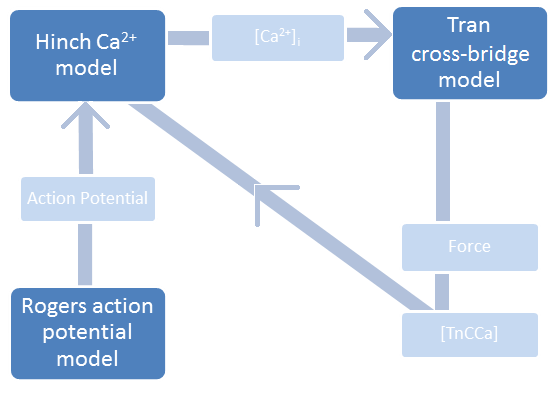 Hinch Ca²⁺
model
[Ca²⁺]ᵢ
Tran
cross-bridge
model
Action Potential
Force
Rogers action
potential
model
[TnCCa]